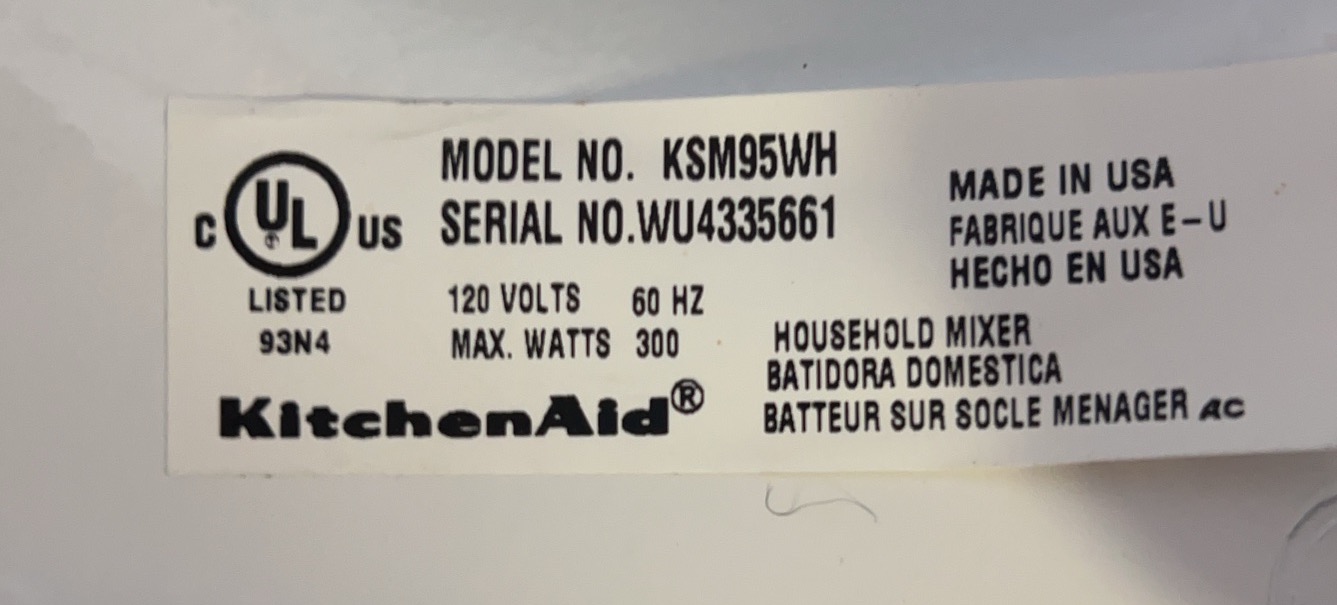 C UL US
LISTED
93N4
MODEL NO. KSM95WH
SERIAL NO.WU4335661
120 VOLTS 60 HZ
MAX. WATTS 300
KitchenAid®
MADE IN USA
FABRIQUE AUX E-U
HECHO EN USA
HOUSEHOLD MIXER
BATIDORA DOMESTICA
BATTEUR SUR SOCLE MENAGER AC